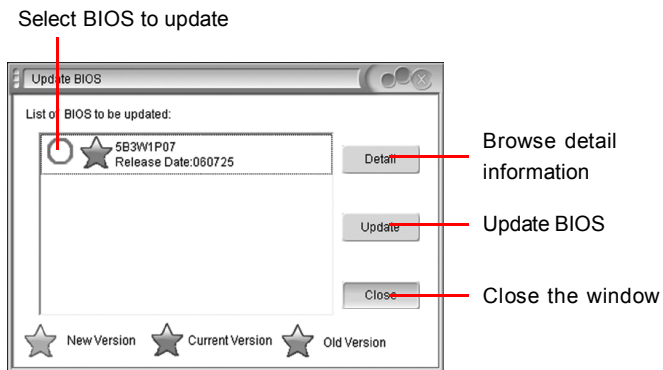 Select BIOS to update
Update BIOS
List of BIOS to be updated:
5B3W1P07
Release Date:060725
Detail
Browse detail
information
Update
Update BIOS
Close
Close the window
New Version
Current Version
Old Version